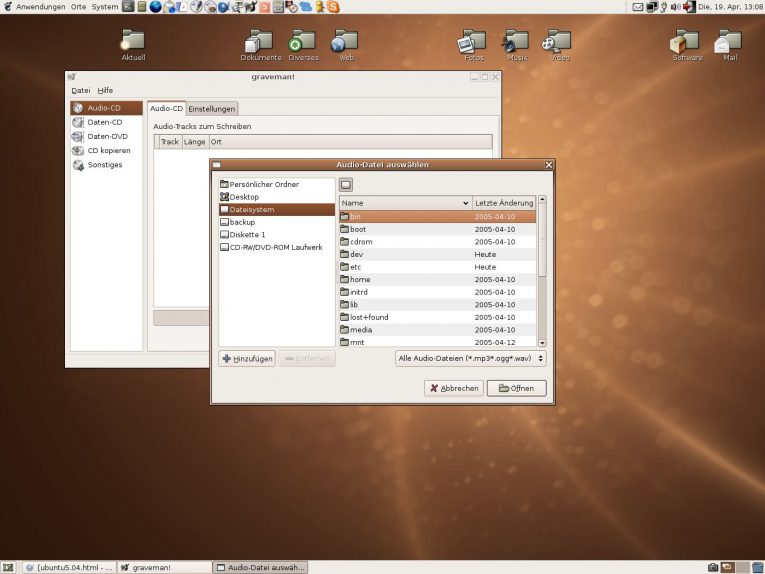 Anwendungen Orte System
Die, 19. Apr, 13:08
Aktuell
Dokumente
Diverses
Web
Fotos
Musik
Video
Software
Mail
graveman!
Datei Hilfe
Audio-CD
Daten-CD
Daten-DVD
CD kopieren
Sonstiges
Audio-CD Einstellungen
Audio-Tracks zum Schreiben
Track Länge Ort
Audio-Datei auswählen
Persönlicher Ordner
Desktop
Dateisystem
backup
Diskette 1
CD-RW/DVD-ROM Laufwerk
Name Letzte Änderung
bin 2005-04-10
boot 2005-04-10
cdrom 2005-04-10
dev Heute
etc Heute
home 2005-04-10
initrd 2005-04-10
lib 2005-04-10
lost+found 2005-04-10
media 2005-04-10
mnt 2005-04-12
Hinzufügen Entfernen
Alle Audio-Dateien (*.mp3*.ogg*.wav)
Abbrechen Öffnen
[ubuntu5.04.html - ...
graveman!
Audio-Datei auswäh...